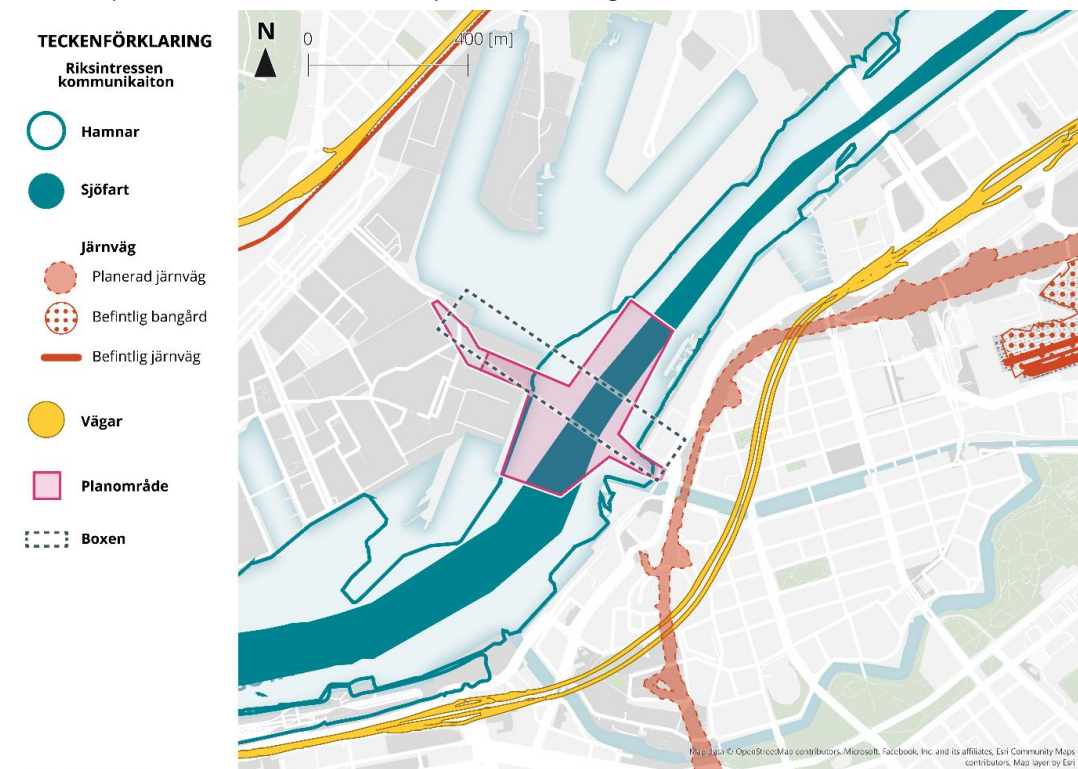 TECKENFÖRKLARING
Riksintressen
kommunikaiton
Hamnar
Sjöfart
Järnväg
Planerad järnväg
Befintlig bangård
Befintlig järnväg
Vägar
Planområde
Boxen
N
0
400 [m]
Map data © OpenStreetMap contributors, Microsoft, Facebook, Inc. and its affiliates, Esri Community Maps
contributors, Map layer by Esri